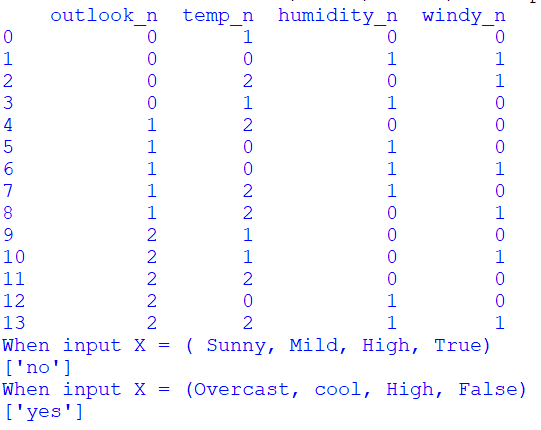 outlook_n temp_n humidity_n windy_n
0 0 1 0 0
1 0 0 1 1
2 0 2 0 1
3 0 1 1 0
4 1 2 0 0
5 1 0 1 0
6 1 0 1 1
7 1 2 1 0
8 1 2 0 1
9 2 1 0 0
10 2 1 0 1
11 2 2 0 0
12 2 0 1 0
13 2 2 1 1
When input X = ( Sunny, Mild, High, True)
['no']
When input X = (Overcast, cool, High, False)
['yes']